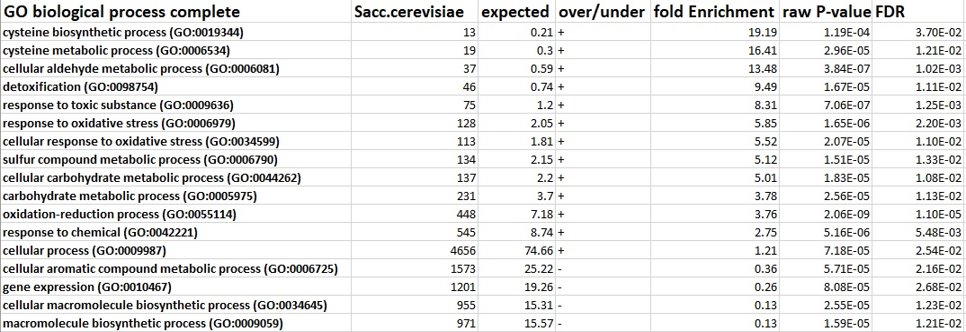 GO biological process complete Sacc.cerevisiae expected over/under fold Enrichment raw P-value FDR
cysteine biosynthetic process (GO:0019344) 13 0.21 + 19.19 1.19E-04 3.70E-02
cysteine metabolic process (GO:0006534) 19 0.3 + 16.41 2.96E-05 1.21E-02
cellular aldehyde metabolic process (GO:0006081) 37 0.59 + 13.48 3.84E-07 1.02E-03
detoxification (GO:0098754) 46 0.74 + 9.49 1.67E-05 1.11E-02
response to toxic substance (GO:0009636) 75 1.2 + 8.31 7.06E-07 1.25E-03
response to oxidative stress (GO:0006979) 128 2.05 + 5.85 1.65E-06 2.20E-03
cellular response to oxidative stress (GO:0034599) 113 1.81 + 5.52 2.07E-05 1.10E-02
sulfur compound metabolic process (GO:0006790) 134 2.15 + 5.12 1.51E-05 1.33E-02
cellular carbohydrate metabolic process (GO:0044262) 137 2.2 + 5.01 1.83E-05 1.08E-02
carbohydrate metabolic process (GO:0005975) 231 3.7 + 3.78 2.56E-05 1.13E-02
oxidation-reduction process (GO:0055114) 448 7.18 + 3.76 2.06E-09 1.10E-05
response to chemical (GO:0042221) 545 8.74 + 2.75 5.16E-06 5.48E-03
cellular process (GO:0009987) 4656 74.66 + 1.21 7.18E-05 2.54E-02
cellular aromatic compound metabolic process (GO:0006725) 1573 25.22 - 0.36 5.71E-05 2.16E-02
gene expression (GO:0010467) 1201 19.26 - 0.26 8.08E-05 2.68E-02
cellular macromolecule biosynthetic process (GO:0034645) 955 15.31 - 0.13 2.55E-05 1.23E-02
macromolecule biosynthetic process (GO:0009059) 971 15.57 - 0.13 1.59E-05 1.21E-02